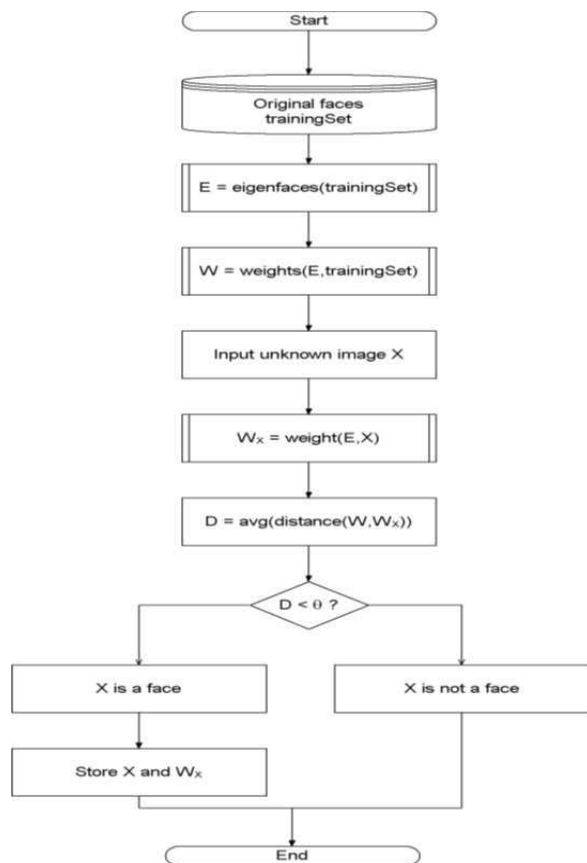 Start
Original faces
trainingSet
E = eigenfaces(trainingSet)
W = weights(E,trainingSet)
Input unknown image X
Wₓ = weight(E,X)
D = avg(distance(W,Wₓ))
D < θ ?
X is a face
X is not a face
Store X and Wₓ
End